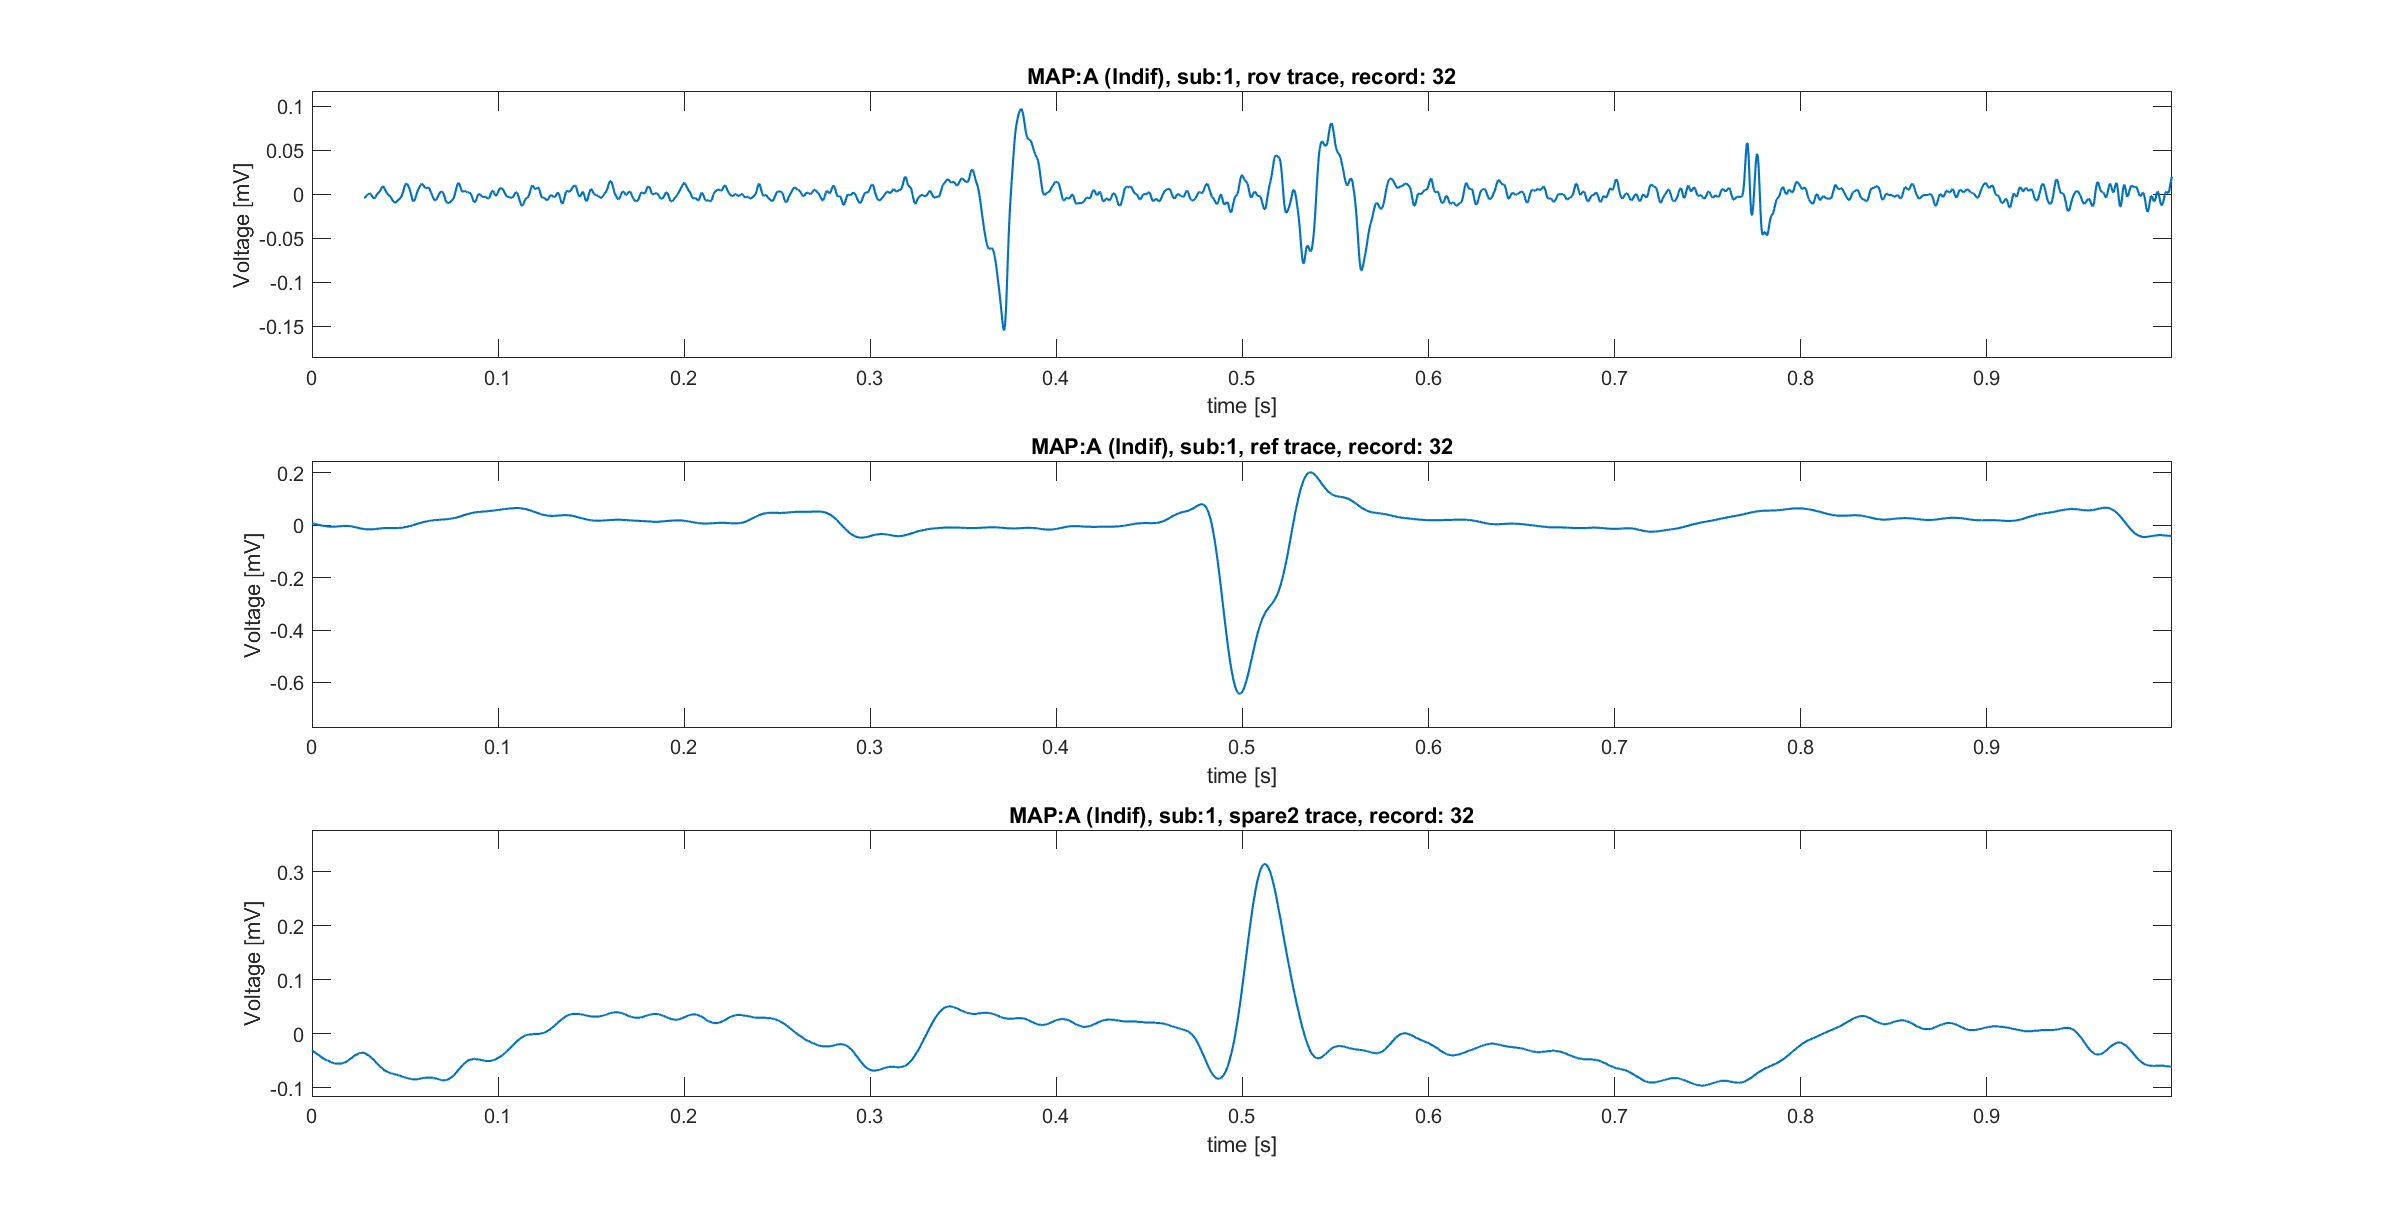 MAP:A (Indif), sub:1, rov trace, record: 32
0.1
0.05
0
-0.05
-0.1
-0.15
Voltage [mV]
0 0.1 0.2 0.3 0.4 0.5 0.6 0.7 0.8 0.9
time [s]
MAP:A (Indif), sub:1, ref trace, record: 32
0.2
0
-0.2
-0.4
-0.6
Voltage [mV]
0 0.1 0.2 0.3 0.4 0.5 0.6 0.7 0.8 0.9
time [s]
MAP:A (Indif), sub:1, spare2 trace, record: 32
0.3
0.2
0.1
0
-0.1
Voltage [mV]
0 0.1 0.2 0.3 0.4 0.5 0.6 0.7 0.8 0.9
time [s]